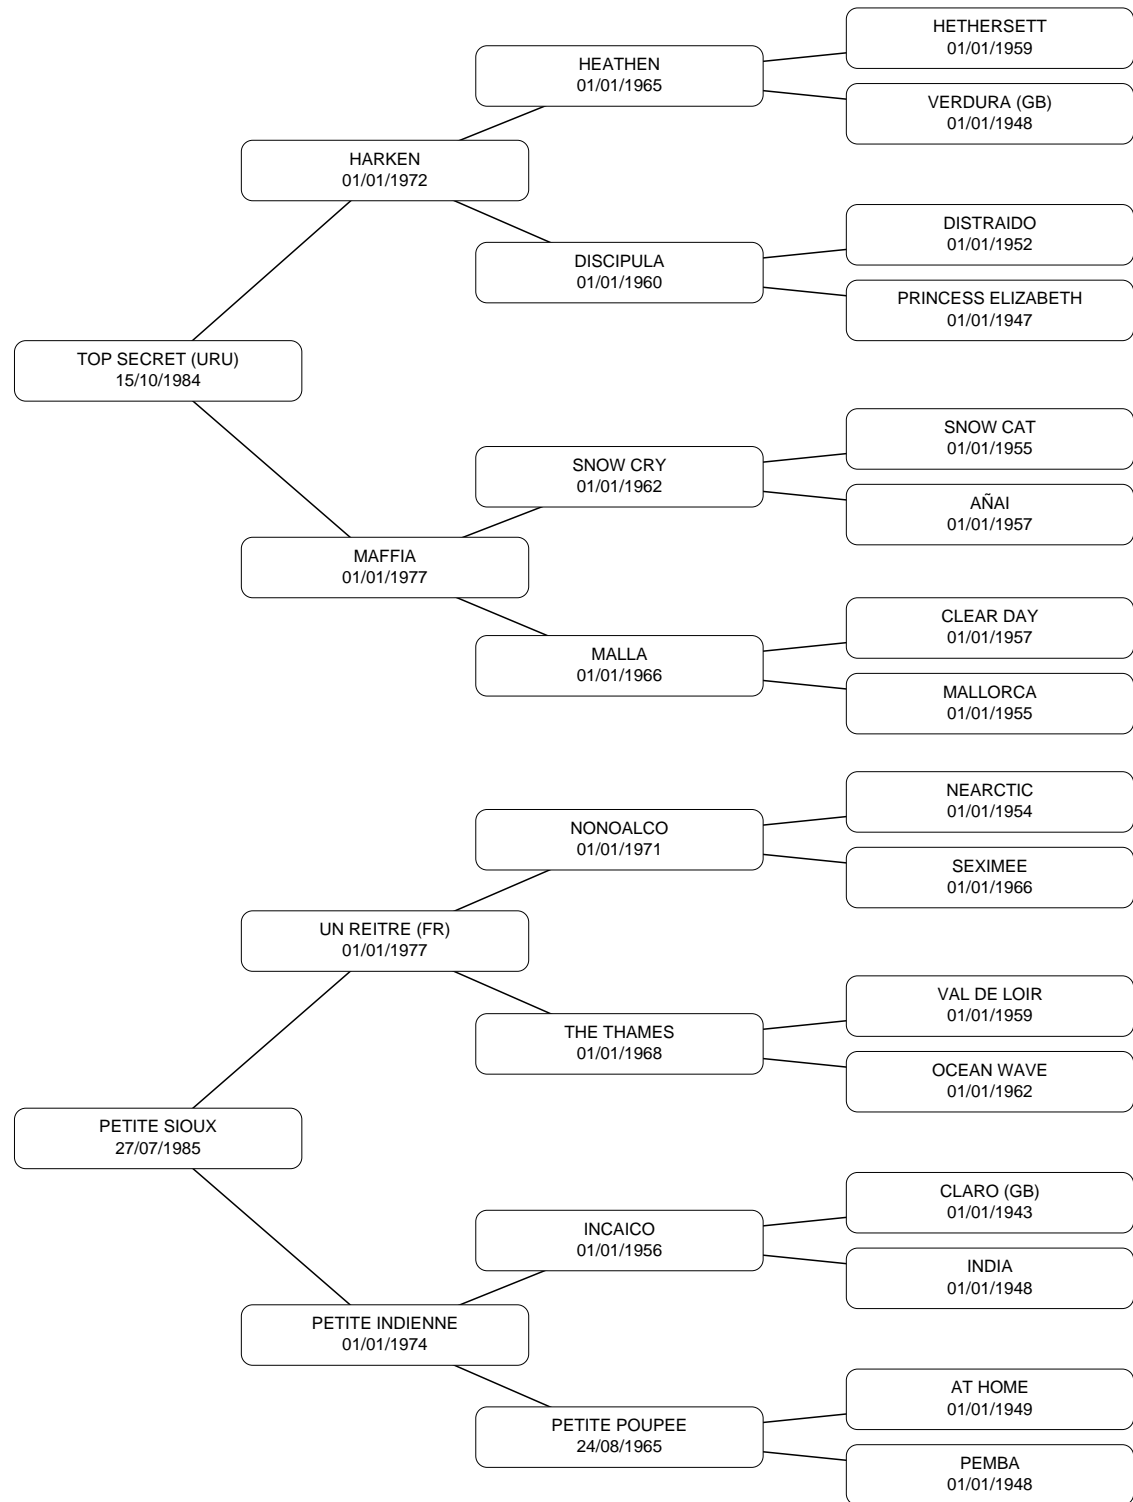 HETHERSETT
01/01/1959
HEATHEN
01/01/1965
VERDURA (GB)
01/01/1948
HARKEN
01/01/1972
DISTRAIDO
01/01/1952
DISCIPULA
01/01/1960
PRINCESS ELIZABETH
01/01/1947
TOP SECRET (URU)
15/10/1984
SNOW CAT
01/01/1955
SNOW CRY
01/01/1962
AÑAI
01/01/1957
MAFFIA
01/01/1977
CLEAR DAY
01/01/1957
MALLA
01/01/1966
MALLORCA
01/01/1955
NEARCTIC
01/01/1954
NONOALCO
01/01/1971
SEXIMEE
01/01/1966
UN REITRE (FR)
01/01/1977
VAL DE LOIR
01/01/1959
THE THAMES
01/01/1968
OCEAN WAVE
01/01/1962
PETITE SIOUX
27/07/1985
CLARO (GB)
01/01/1943
INCAICO
01/01/1956
INDIA
01/01/1948
PETITE INDIENNE
01/01/1974
AT HOME
01/01/1949
PETITE POUPEE
24/08/1965
PEMBA
01/01/1948